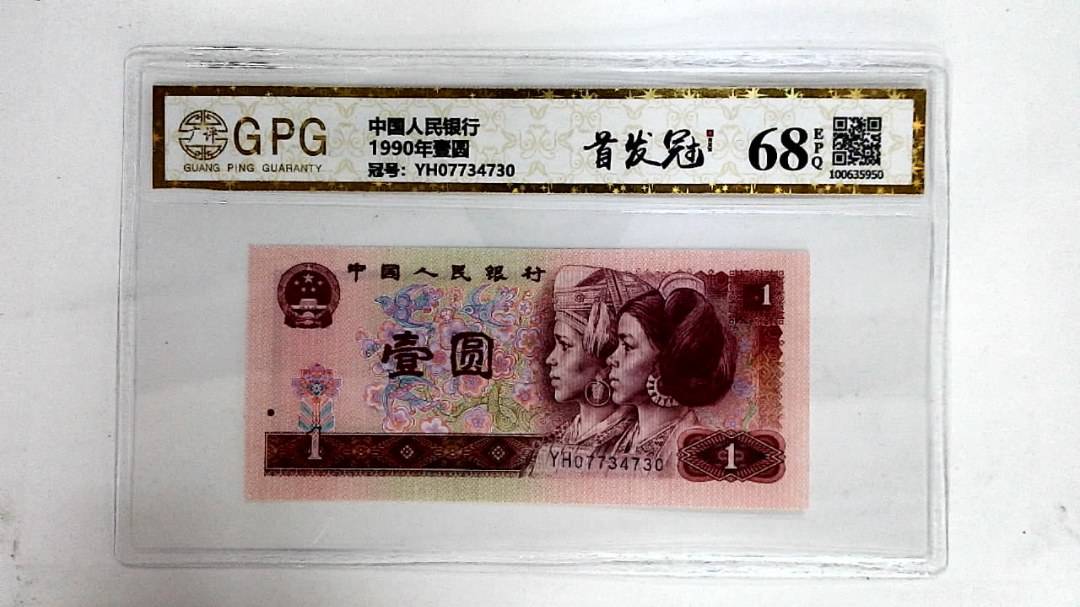 广评
GPG
GUANG PING GUARANTY
中国人民银行
1990年壹圆
冠号：YH07734730
首发冠
68
EPQ
100635950
中国人民银行
1
壹圆
1
YH07734730
1